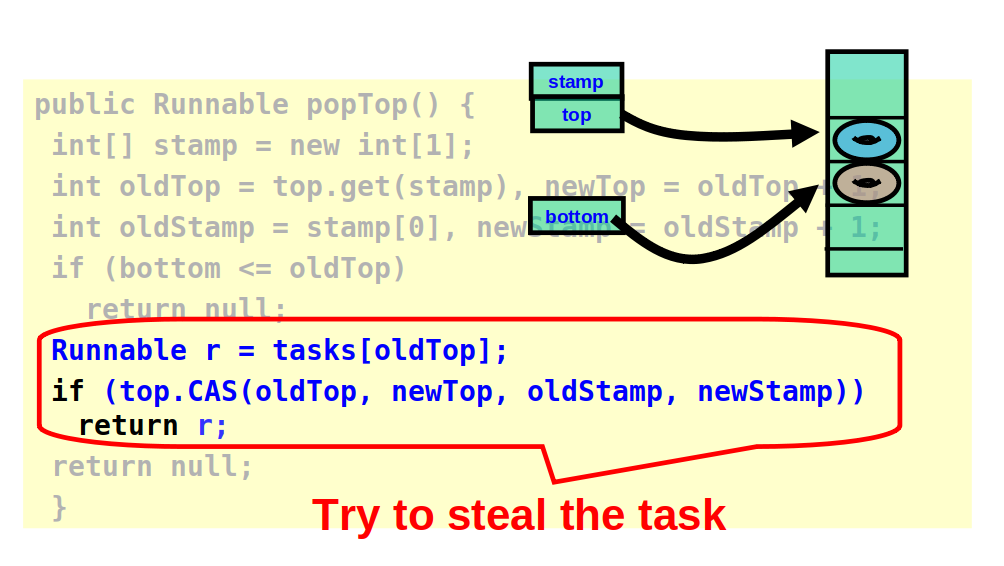 stamp
top
bottom
public Runnable popTop() {
int[] stamp = new int[1];
int oldTop = top.get(stamp), newTop = oldTop + 1;
int oldStamp = stamp[0], newStamp = oldStamp + 1;
if (bottom <= oldTop)
return null;
Runnable r = tasks[oldTop];
if (top.CAS(oldTop, newTop, oldStamp, newStamp))
return r;
return null;
}
Try to steal the task